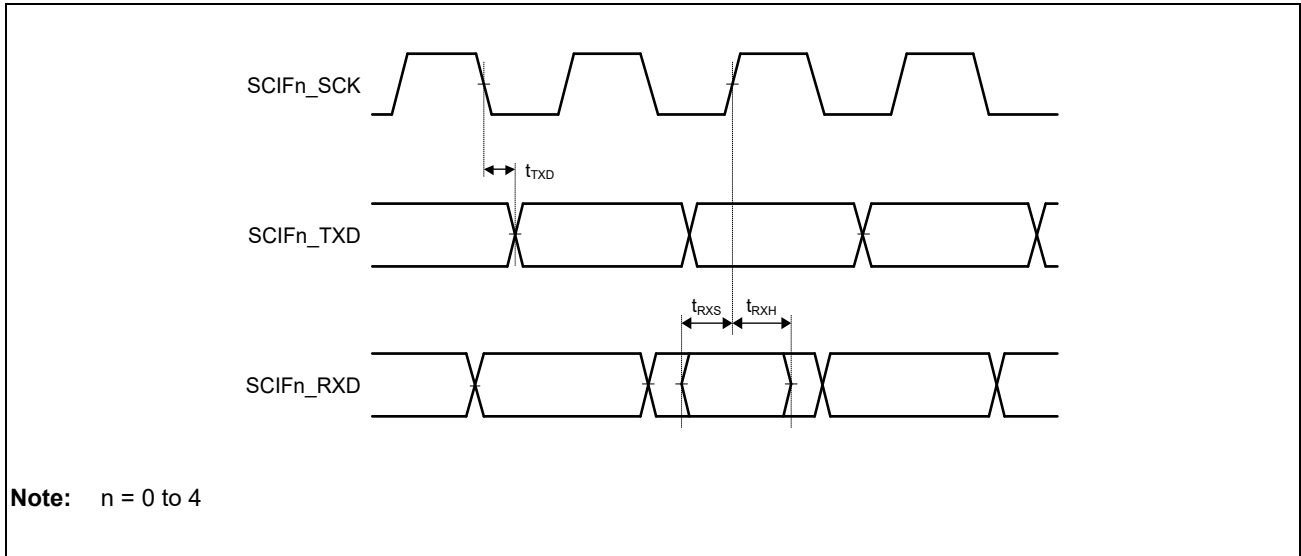 SCIFn_SCK
tTXD
SCIFn_TXD
tRXS tRXH
SCIFn_RXD
Note: n = 0 to 4